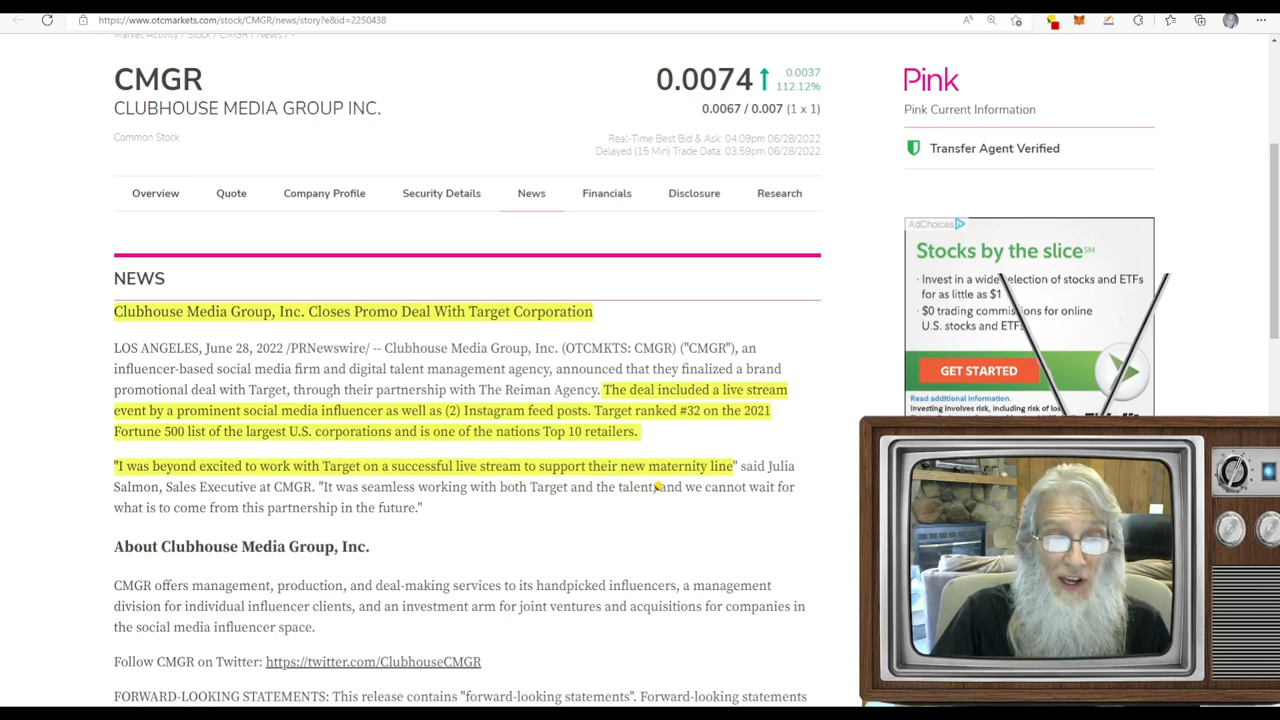 https://www.otcmarkets.com/stock/CMGR/news/story?e&id=2250438
Market Activity / Stock / CMGR / News / -
CMGR
CLUBHOUSE MEDIA GROUP INC.
Common Stock
0.0074
0.0037
112.12%
0.0067 / 0.007 (1 x 1)
Real-Time Best Bid & Ask: 04:09pm 06/28/2022
Delayed (15 Min) Trade Data: 03:59pm 06/28/2022
Pink
Pink Current Information
Transfer Agent Verified
Overview Quote Company Profile Security Details News Financials Disclosure Research
NEWS
Clubhouse Media Group, Inc. Closes Promo Deal With Target Corporation
LOS ANGELES, June 28, 2022 /PRNewswire/ -- Clubhouse Media Group, Inc. (OTCMKTS: CMGR) ("CMGR"), an
influencer-based social media firm and digital talent management agency, announced that they finalized a brand
promotional deal with Target, through their partnership with The Reiman Agency. The deal included a live stream
event by a prominent social media influencer as well as (2) Instagram feed posts. Target ranked #32 on the 2021
Fortune 500 list of the largest U.S. corporations and is one of the nations Top 10 retailers.
"I was beyond excited to work with Target on a successful live stream to support their new maternity line" said Julia
Salmon, Sales Executive at CMGR. "It was seamless working with both Target and the talent, and we cannot wait for
what is to come from this partnership in the future."
About Clubhouse Media Group, Inc.
CMGR offers management, production, and deal-making services to its handpicked influencers, a management
division for individual influencer clients, and an investment arm for joint ventures and acquisitions for companies in
the social media influencer space.
Follow CMGR on Twitter: https://twitter.com/ClubhouseCMGR
FORWARD-LOOKING STATEMENTS: This release contains "forward-looking statements". Forward-looking statements
AdChoices
Stocks by the slice℠
· Invest in a wide selection of stocks and ETFs
for as little as $1
· $0 trading commissions for online
U.S. stocks and ETFs
GET STARTED
Read additional information.
Investing involves risk, including risk of